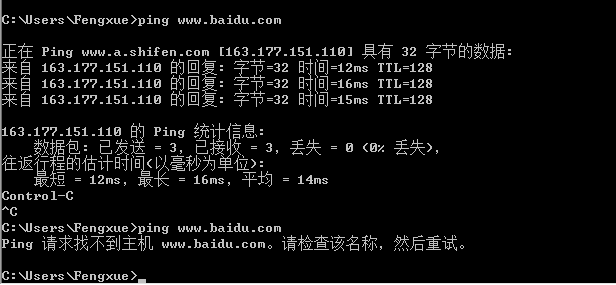 C:\Users\Fengxue>ping www.baidu.com
正在 Ping www.a.shifen.com [163.177.151.110] 具有 32 字节的数据:
来自 163.177.151.110 的回复: 字节=32 时间=12ms TTL=128
来自 163.177.151.110 的回复: 字节=32 时间=16ms TTL=128
来自 163.177.151.110 的回复: 字节=32 时间=15ms TTL=128
163.177.151.110 的 Ping 统计信息:
数据包: 已发送 = 3, 已接收 = 3, 丢失 = 0 (0% 丢失),
往返行程的估计时间(以毫秒为单位):
最短 = 12ms, 最长 = 16ms, 平均 = 14ms
Control-C
^C
C:\Users\Fengxue>ping www.baidu.com
Ping 请求找不到主机 www.baidu.com。请检查该名称, 然后重试。
C:\Users\Fengxue>